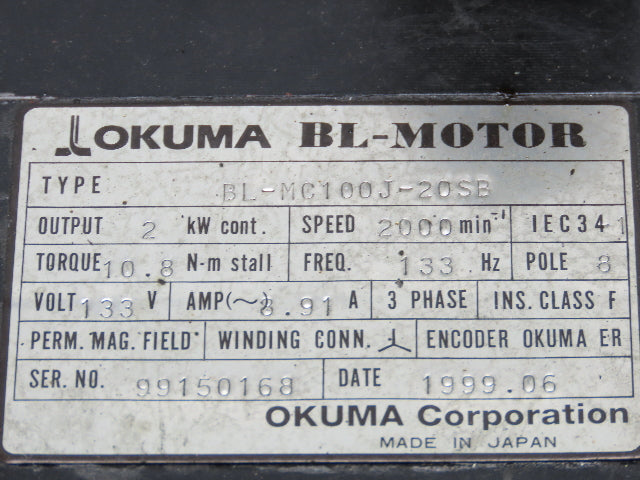 OKUMA BL-MOTOR
TYPE BL-MC100J-20SB
OUTPUT 2 kW cont. SPEED 2000 min⁻¹ IEC34 1
TORQUE 10.8 N-m stall FREQ. 133 Hz POLE 8
VOLT 133 V AMP(~) 8.91 A 3 PHASE INS. CLASS F
PERM. MAG. FIELD WINDING CONN. ENCODER OKUMA ER
SER. NO. 99150168 DATE 1999.06
OKUMA Corporation
MADE IN JAPAN